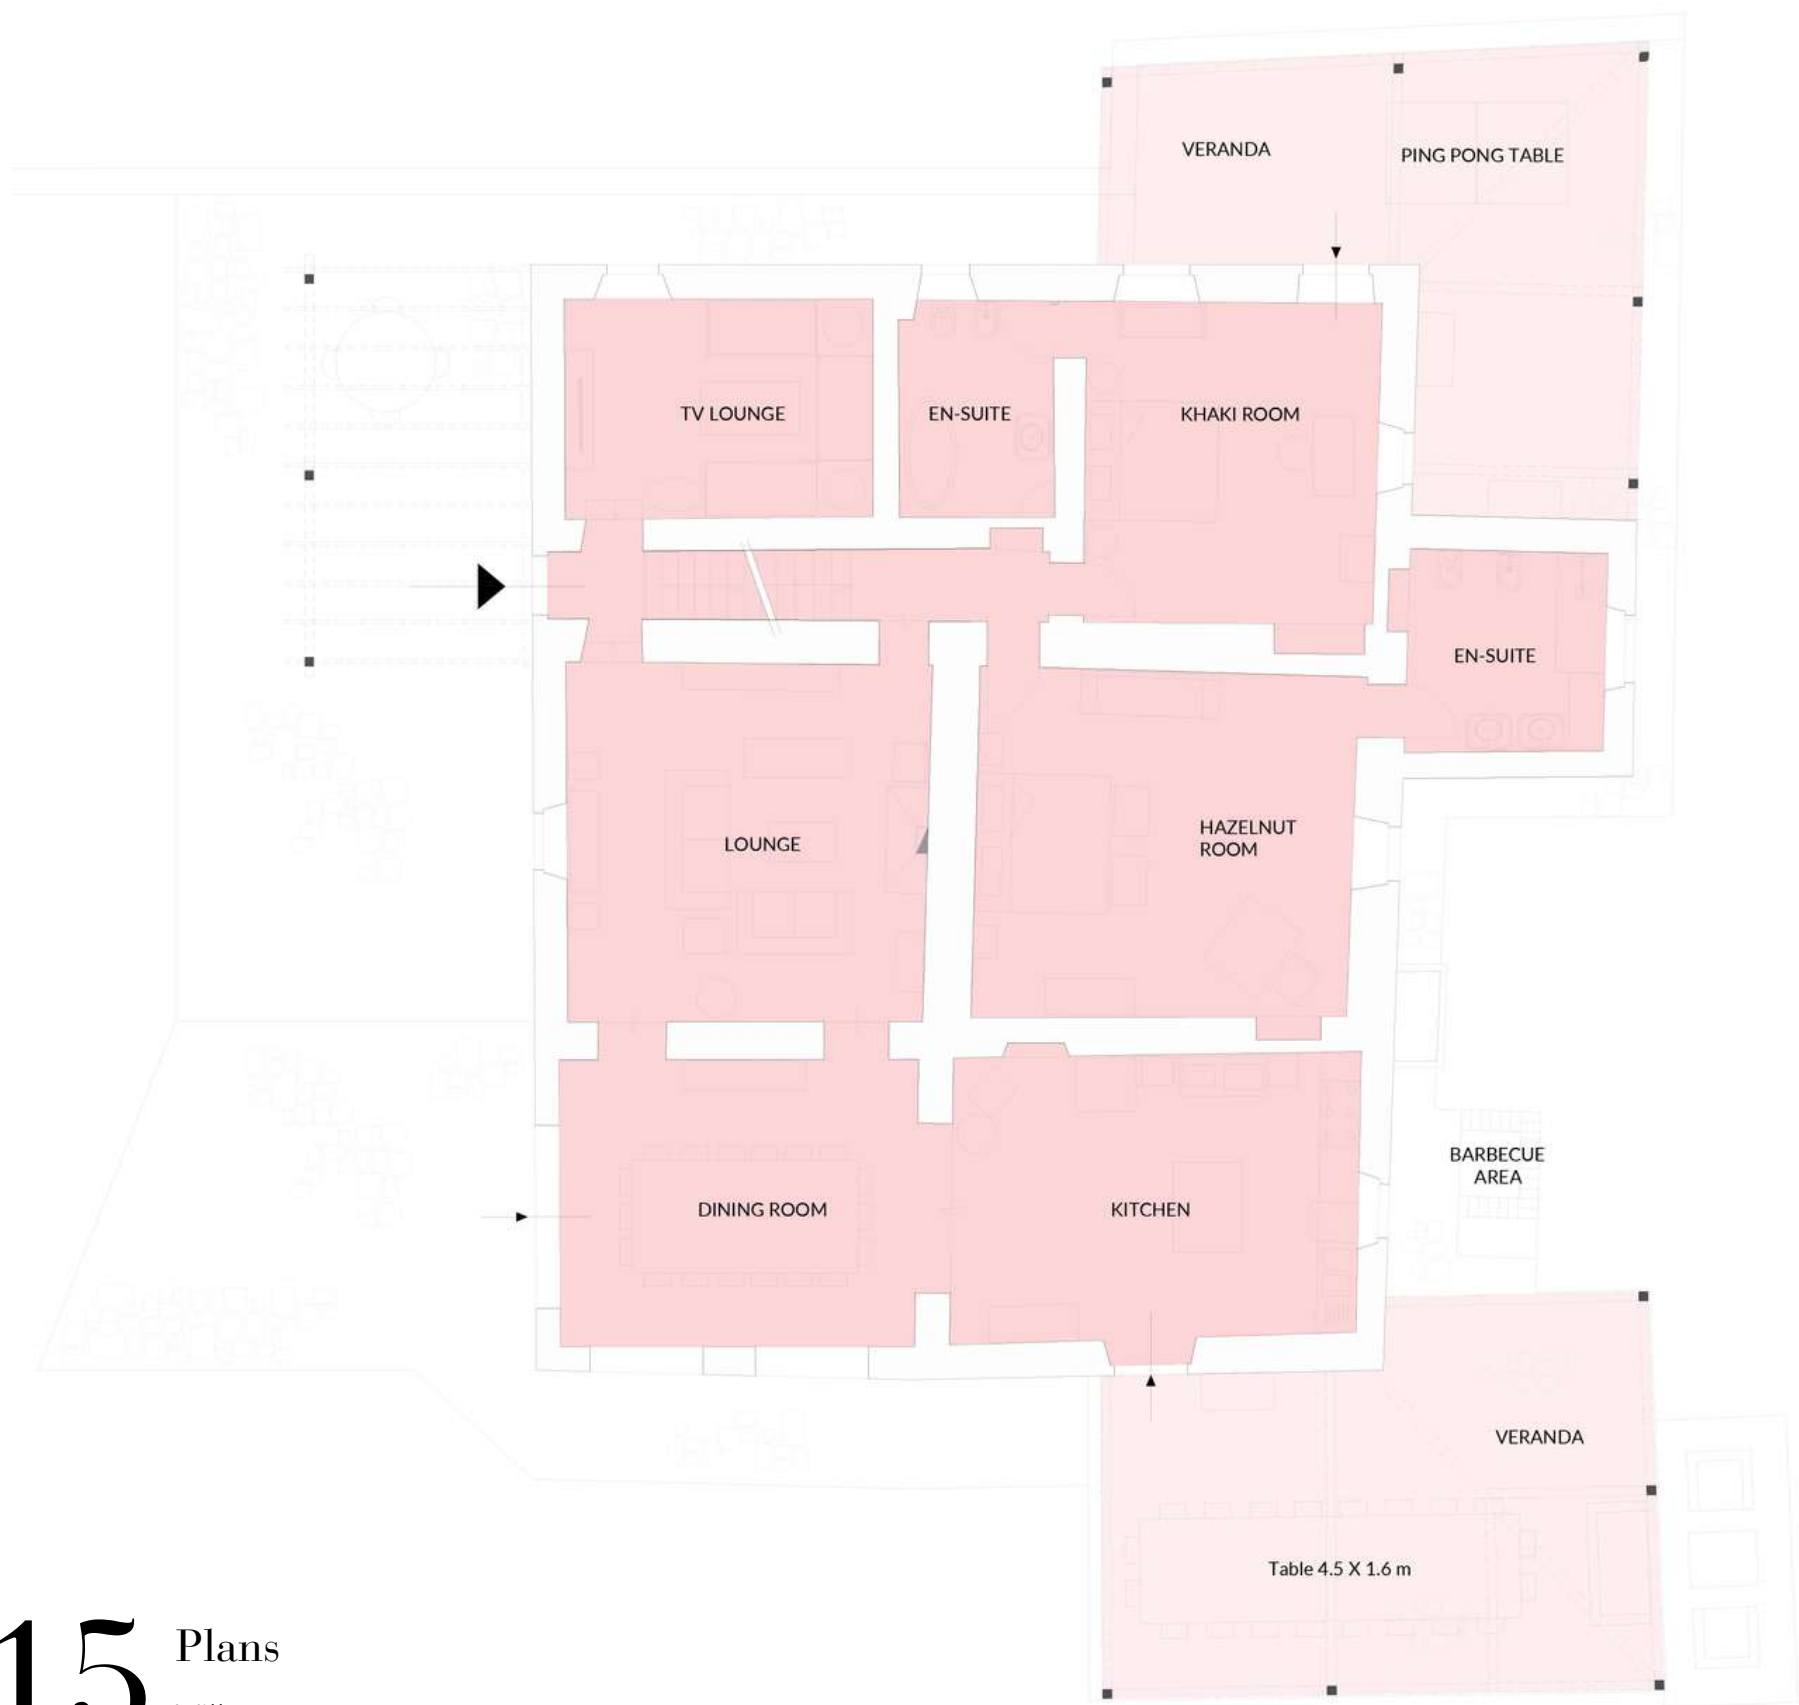 VERANDA
PING PONG TABLE
TV LOUNGE
EN-SUITE
KHAKI ROOM
EN-SUITE
LOUNGE
HAZELNUT
ROOM
BARBECUE
AREA
DINING ROOM
KITCHEN
VERANDA
Table 4.5 X 1.6 m
15
Plans